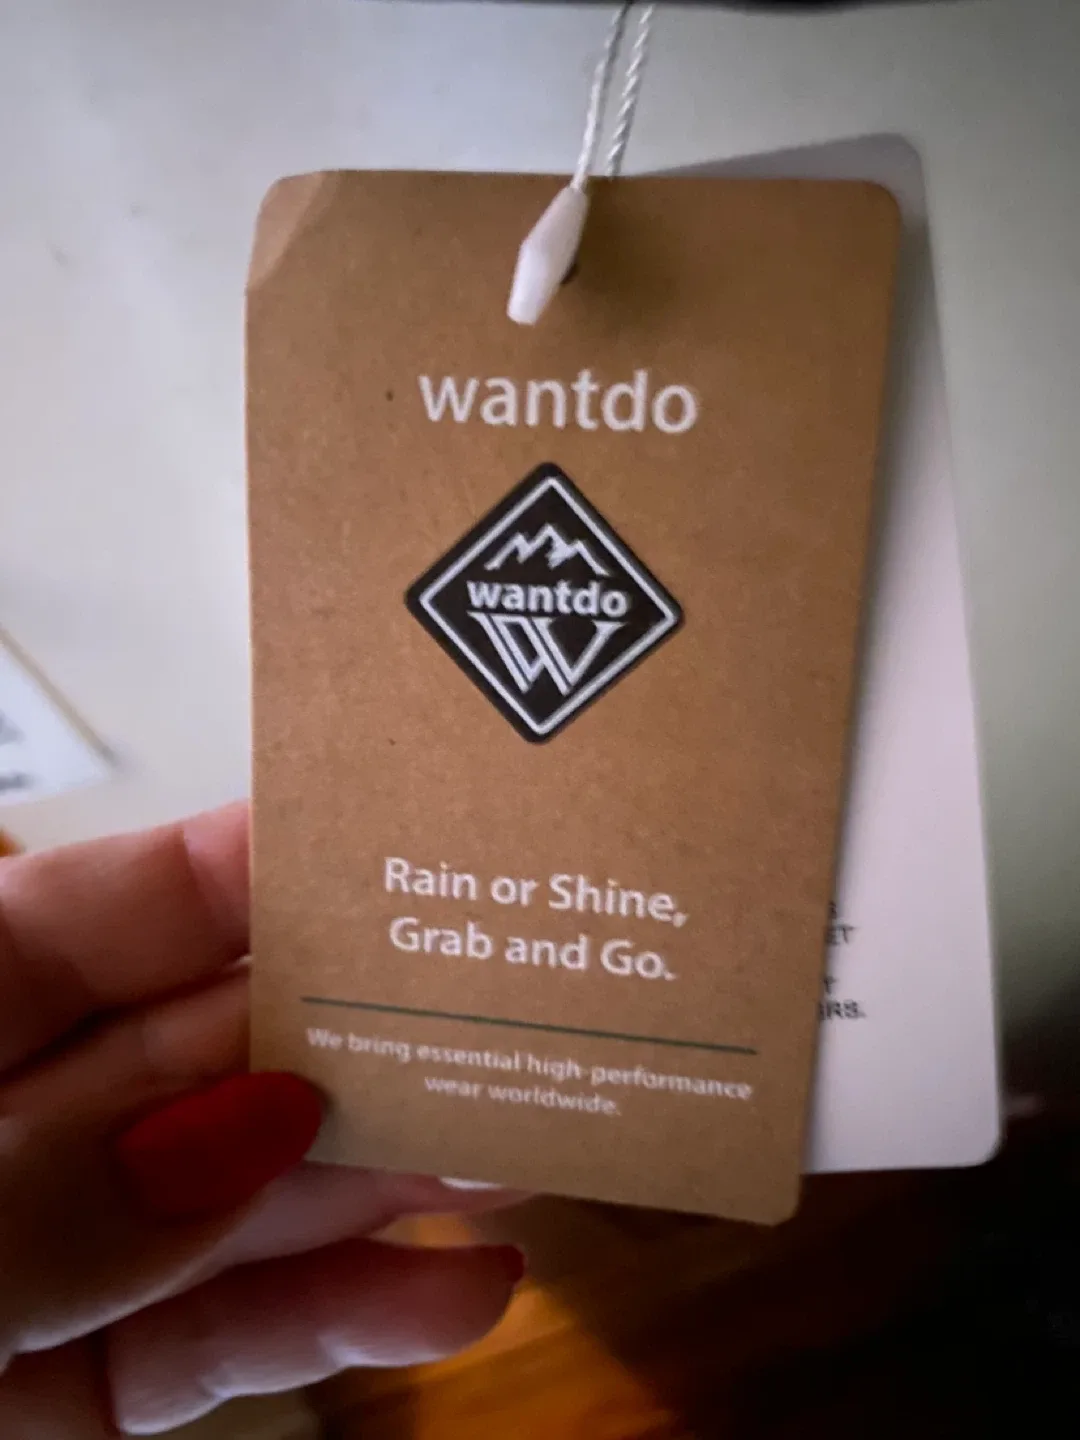 wantdo
wantdo
Rain or Shine,
Grab and Go.
We bring essential high-performance
wear worldwide.